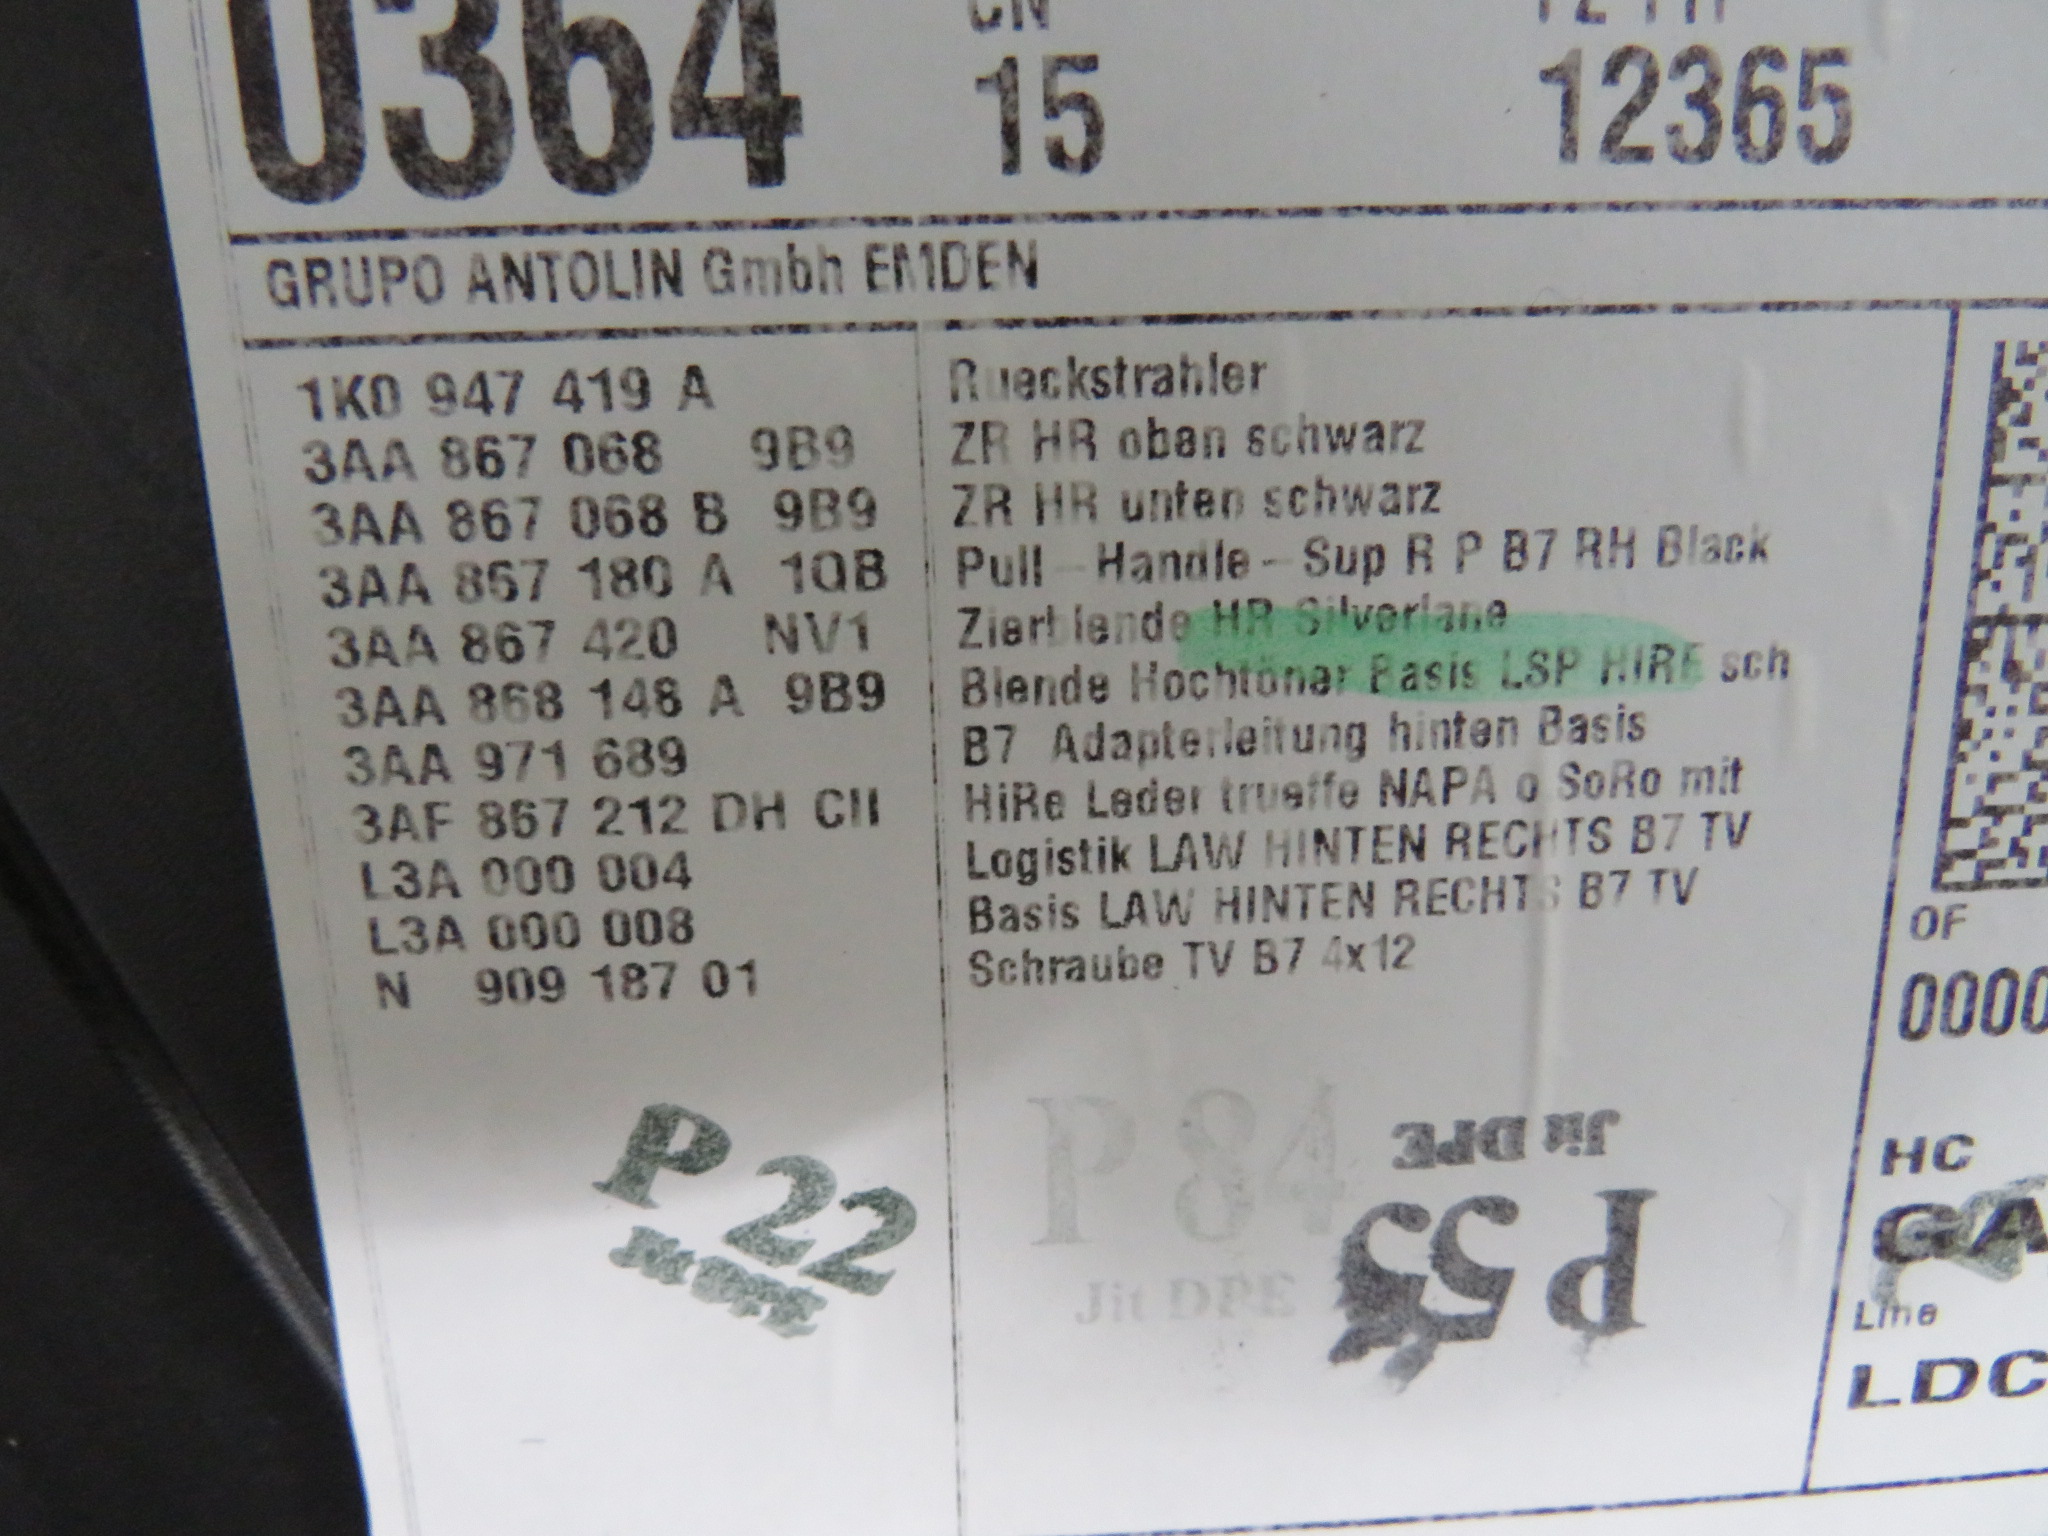 0364
CN
15
12365
GRUPO ANTOLIN Gmbh EMDEN
1K0 947 419 A Rueckstrahler
3AA 867 068 9B9 ZR HR oben schwarz
3AA 867 068 B 9B9 ZR HR unten schwarz
3AA 867 180 A 1QB Pull-Handle-Sup R P B7 RH Black
3AA 867 420 NV1 Zierblende HR Silverlane
3AA 868 148 A 9B9 Blende Hochtöner Basis LSP HIRE sch
3AA 971 689 B7 Adapterleitung hinten Basis
3AF 867 212 DH CII HiRe Leder trueffe NAPA o SoRo mit
L3A 000 004 Logistik LAW HINTEN RECHTS B7 TV
L3A 000 008 Basis LAW HINTEN RECHTS B7 TV
N 909 187 01 Schraube TV B7 4x12
OF
0000
HC
GA
Line
LDC
P 22
P 84
Jit DPE
P 55
Jit DPE